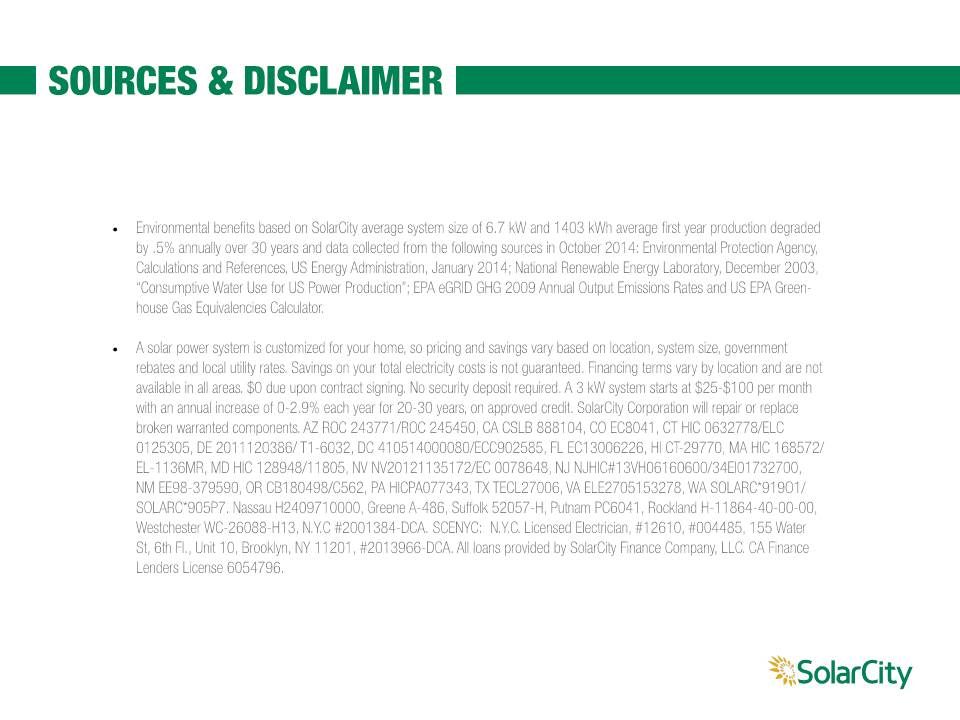 SOURCES & DISCLAIMER
• Environmental benefits based on SolarCity average system size of 6.7 kW and 1403 kWh average first year production degraded
by .5% annually over 30 years and data collected from the following sources in October 2014: Environmental Protection Agency,
Calculations and References, US Energy Administration, January 2014; National Renewable Energy Laboratory, December 2003,
“Consumptive Water Use for US Power Production”; EPA eGRID GHG 2009 Annual Output Emissions Rates and US EPA Green-
house Gas Equivalencies Calculator.
• A solar power system is customized for your home, so pricing and savings vary based on location, system size, government
rebates and local utility rates. Savings on your total electricity costs is not guaranteed. Financing terms vary by location and are not
available in all areas. $0 due upon contract signing. No security deposit required. A 3 kW system starts at $25-$100 per month
with an annual increase of 0-2.9% each year for 20-30 years, on approved credit. SolarCity Corporation will repair or replace
broken warranted components. AZ ROC 243771/ROC 245450, CA CSLB 888104, CO EC8041, CT HIC 0632778/ELC
0125305, DE 2011120386/ T1-6032, DC 410514000080/ECC902585, FL EC13006226, HI CT-29770, MA HIC 168572/
EL-1136MR, MD HIC 128948/11805, NV NV20121135172/EC 0078648, NJ NJHIC#13VH06160600/34EI01732700,
NM EE98-379590, OR CB180498/C562, PA HICPA077343, TX TECL27006, VA ELE2705153278, WA SOLARC*919O1/
SOLARC*905P7. Nassau H2409710000, Greene A-486, Suffolk 52057-H, Putnam PC6041, Rockland H-11864-40-00-00,
Westchester WC-26088-H13, N.Y.C #2001384-DCA. SCENYC: N.Y.C. Licensed Electrician, #12610, #004485, 155 Water
St, 6th Fl., Unit 10, Brooklyn, NY 11201, #2013966-DCA. All loans provided by SolarCity Finance Company, LLC. CA Finance
Lenders License 6054796.
SolarCity